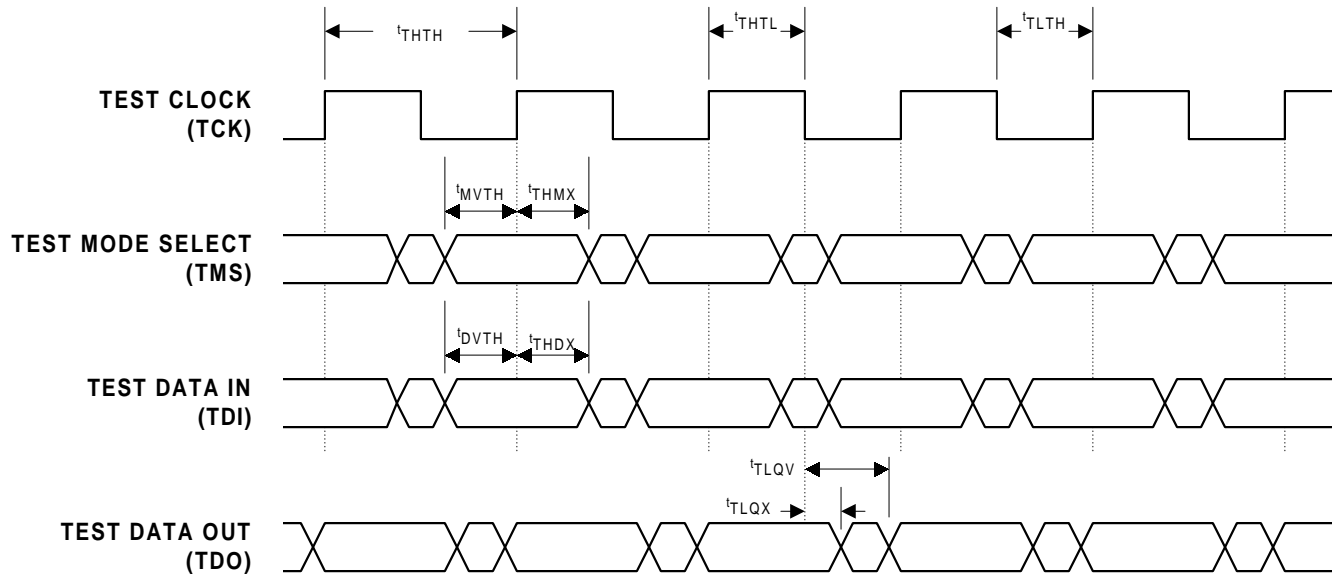 tTHTH
tTHTL
tTLTH
TEST CLOCK
(TCK)
tMVTH
tTHMX
TEST MODE SELECT
(TMS)
tDVTH
tTHDX
TEST DATA IN
(TDI)
tTLQV
tTLQX
TEST DATA OUT
(TDO)